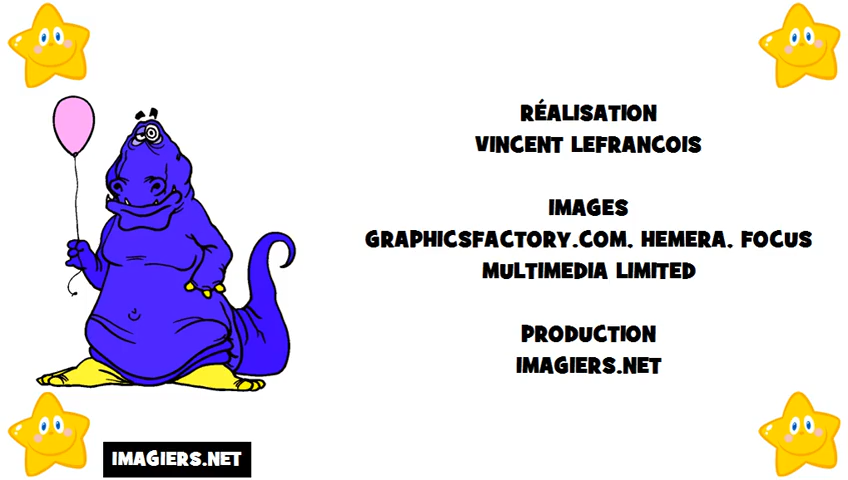 RÉALISATION
VINCENT LEFRANCOIS
IMAGES
GRAPHICSFACTORY.COM, HEMERA, FOCUS
MULTIMEDIA LIMITED
PRODUCTION
IMAGIERS.NET
IMAGIERS.NET